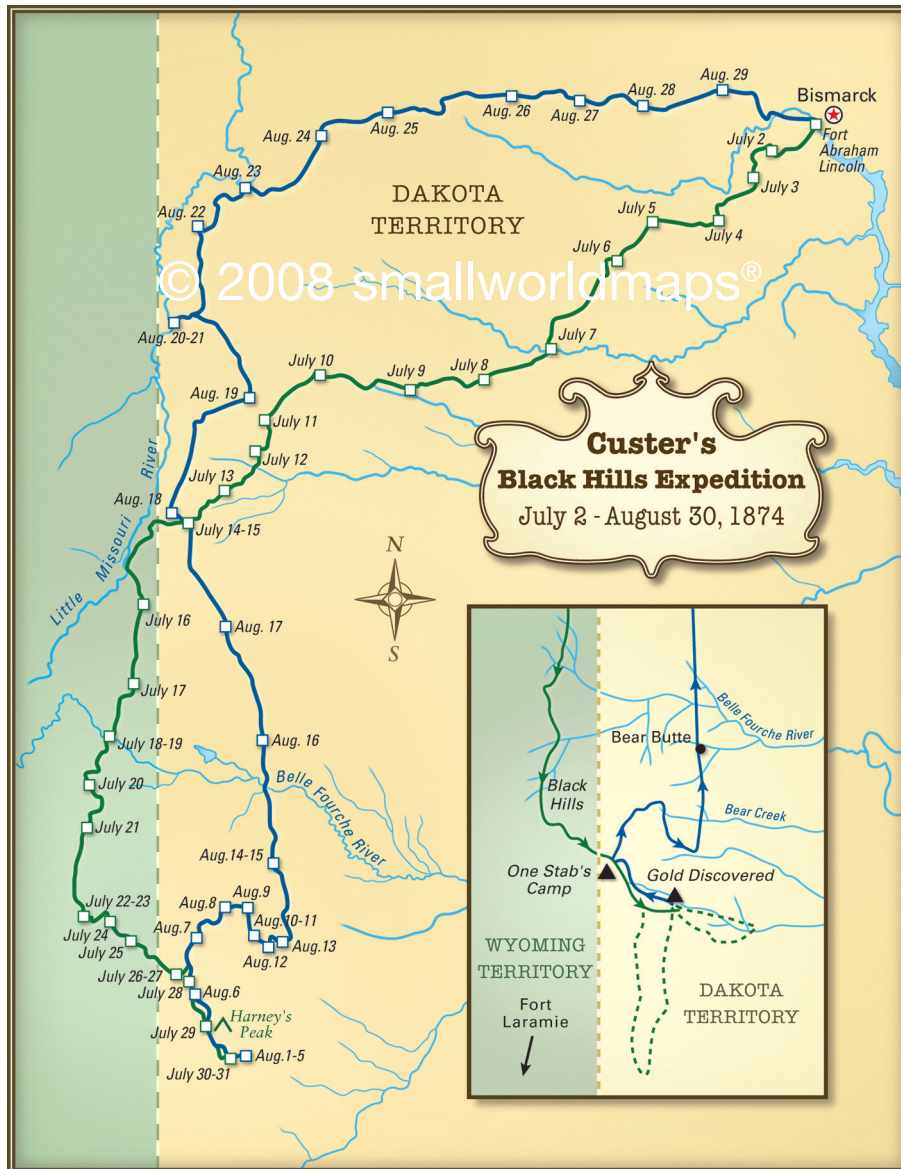 Aug. 29
Aug. 28
Aug. 26
Aug. 27
Aug. 25
Aug. 24
Bismarck
Fort
Abraham
Lincoln
July 2
July 3
Aug. 23
DAKOTA
TERRITORY
July 5
July 4
Aug. 22
July 6
© 2008 smallworldmaps®
Aug. 20-21
July 7
July 10
July 9
July 8
Aug. 19
July 11
July 12
Custer's
Black Hills Expedition
July 2 - August 30, 1874
July 13
Aug. 18
July 14-15
Little Missouri River
N
S
July 16
Aug. 17
July 17
July 18-19
Aug. 16
July 20
Belle Fourche River
July 21
Aug.14-15
July 22-23
July 24
July 25
Aug.8
Aug.9
Aug.7
Aug.10-11
Aug.12
Aug.13
July 26-27
July 28
Aug.6
July 29
Harney's
Peak
Aug.1-5
July 30-31
Belle Fourche River
Bear Butte
Black
Hills
Bear Creek
One Stab's
Camp
Gold Discovered
WYOMING
TERRITORY
DAKOTA
TERRITORY
Fort
Laramie